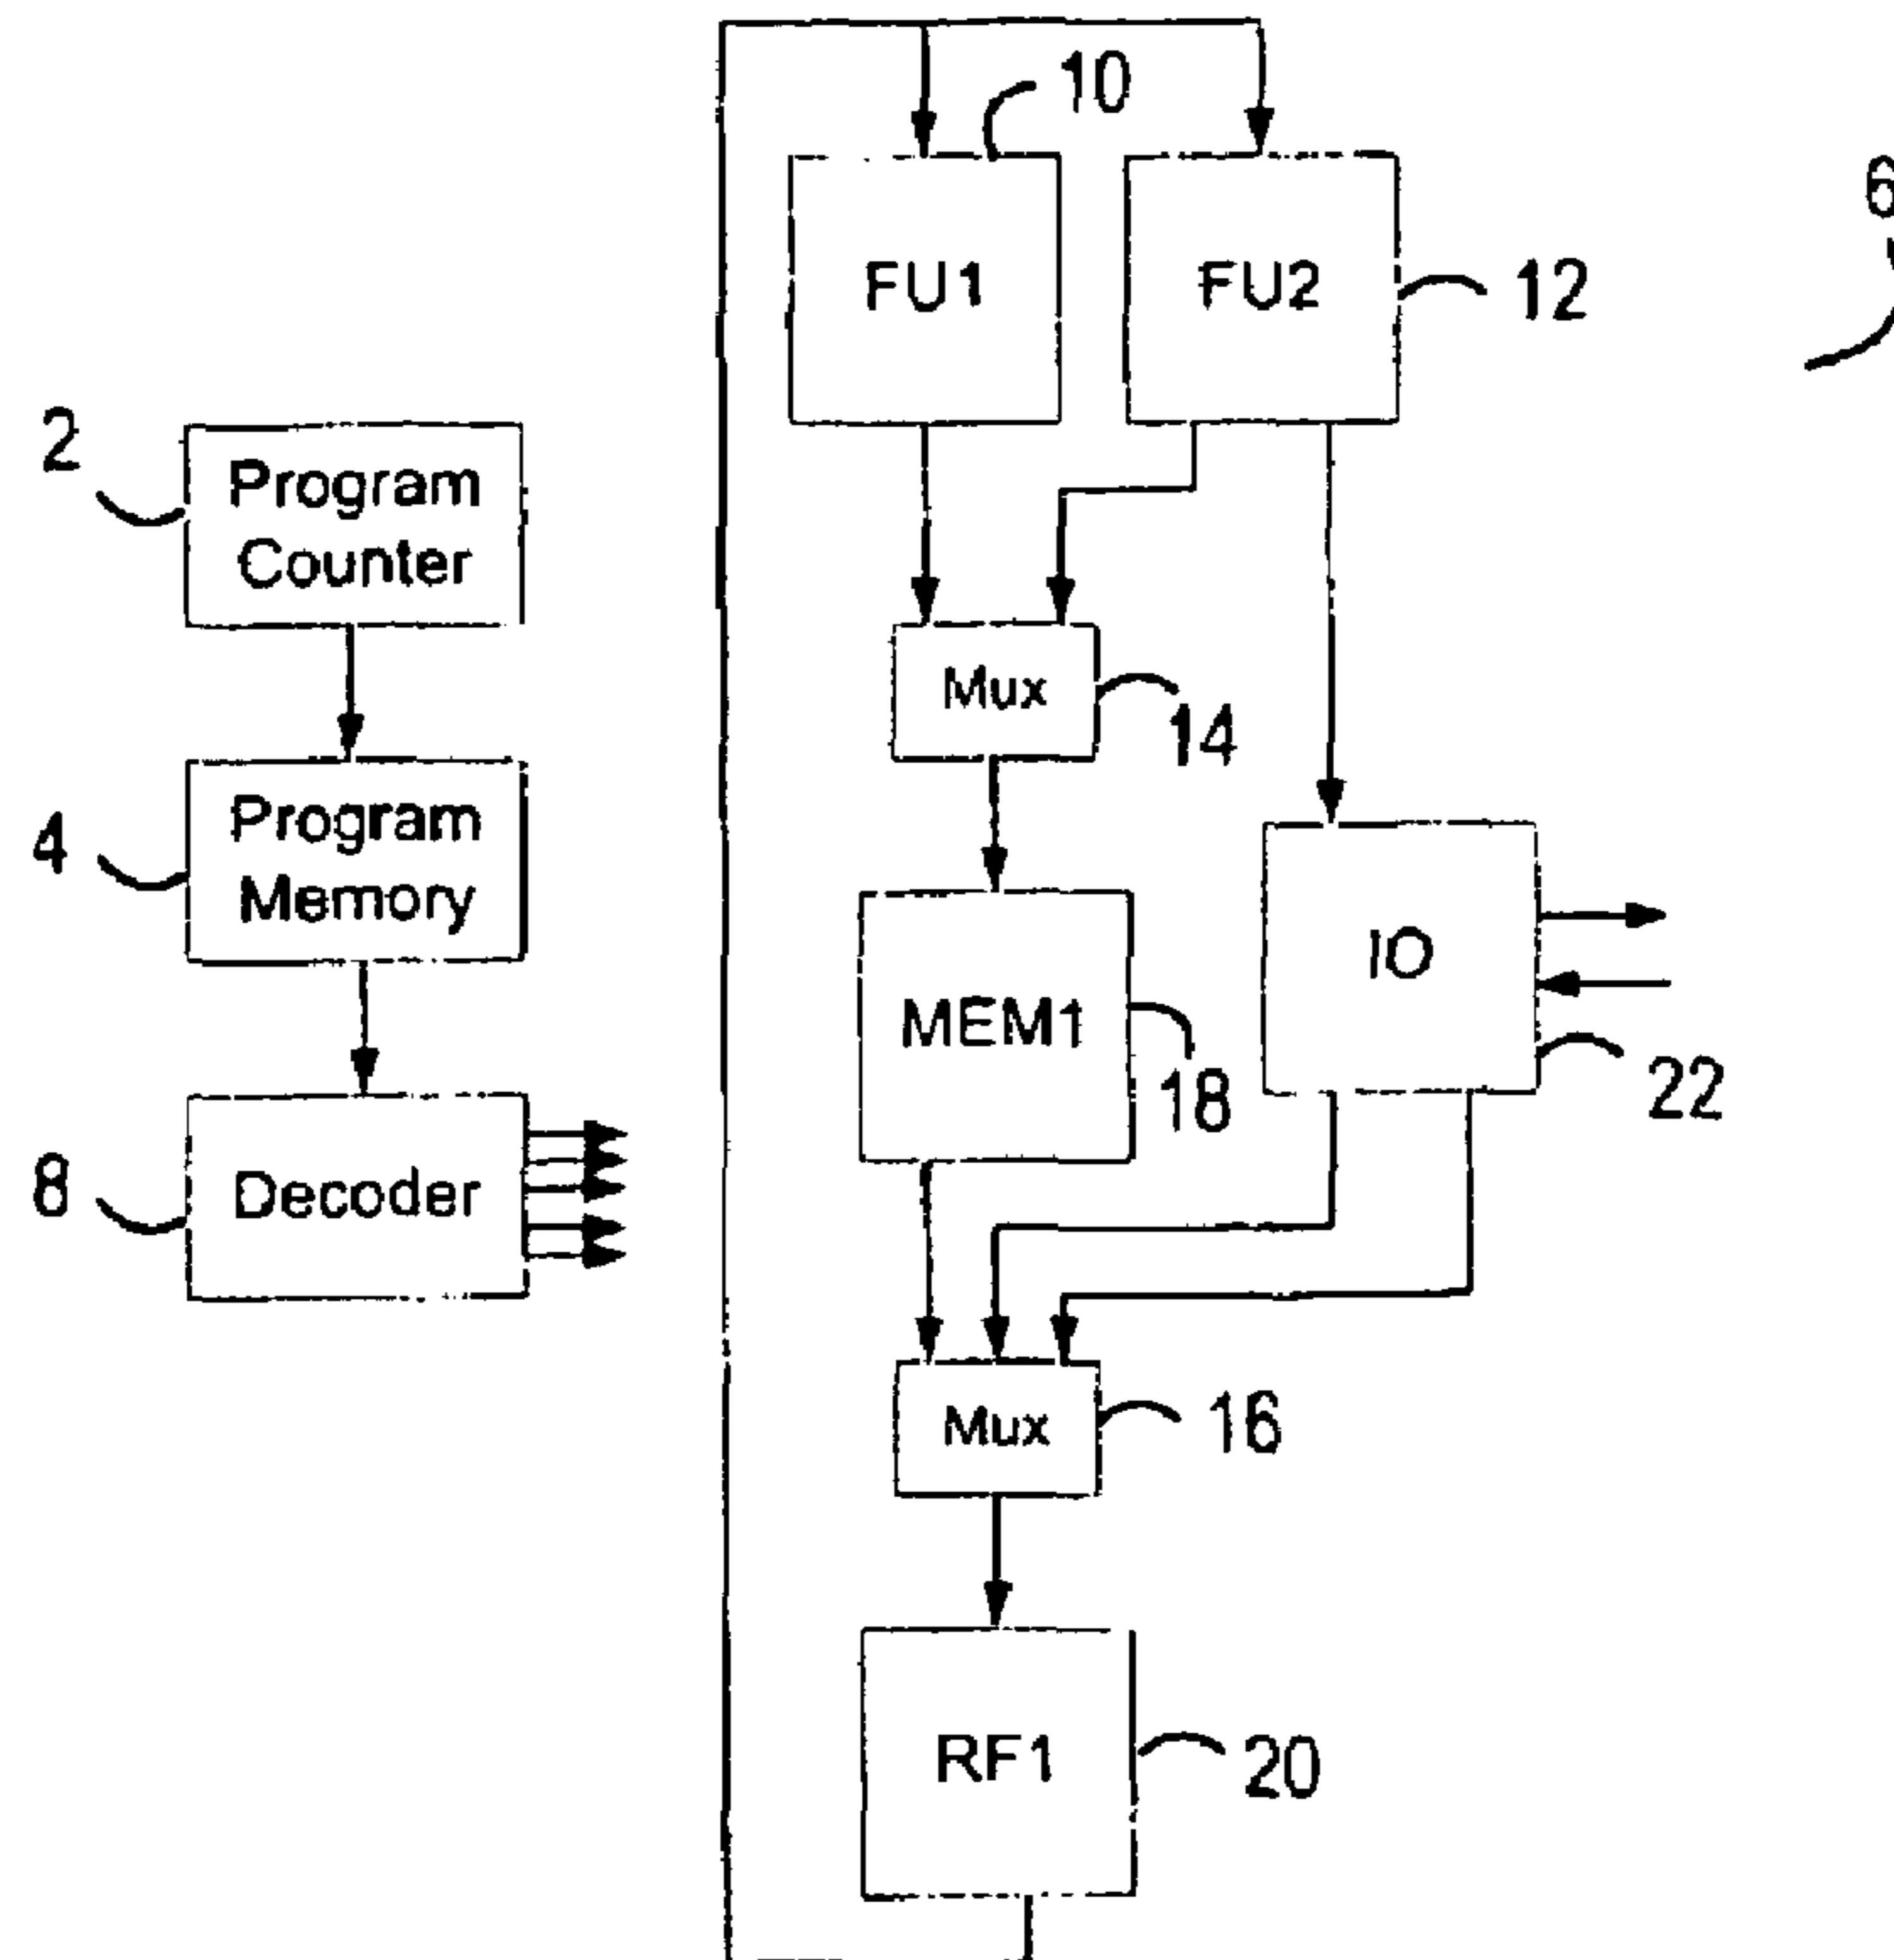 10
6
FU1
FU2
12
2
Program
Counter
Mux
14
4
Program
Memory
IO
MEM1
18
22
8
Decoder
Mux
16
RF1
20